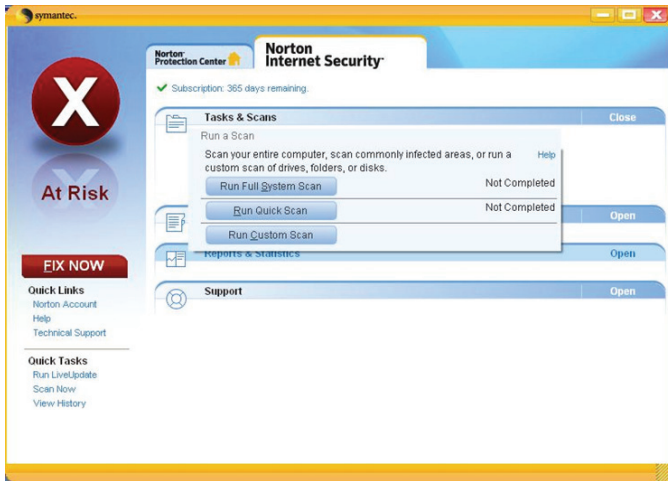 symantec.
Norton
Protection Center
Norton
Internet Security
Subscription: 365 days remaining.
X
At Risk
FIX NOW
Quick Links
Norton Account
Help
Technical Support
Quick Tasks
Run LiveUpdate
Scan Now
View History
Tasks & Scans
Close
Run a Scan
Scan your entire computer, scan commonly infected areas, or run a
custom scan of drives, folders, or disks.
Help
Run Full System Scan
Not Completed
Run Quick Scan
Not Completed
Run Custom Scan
Open
Reports & Statistics
Open
Support
Open